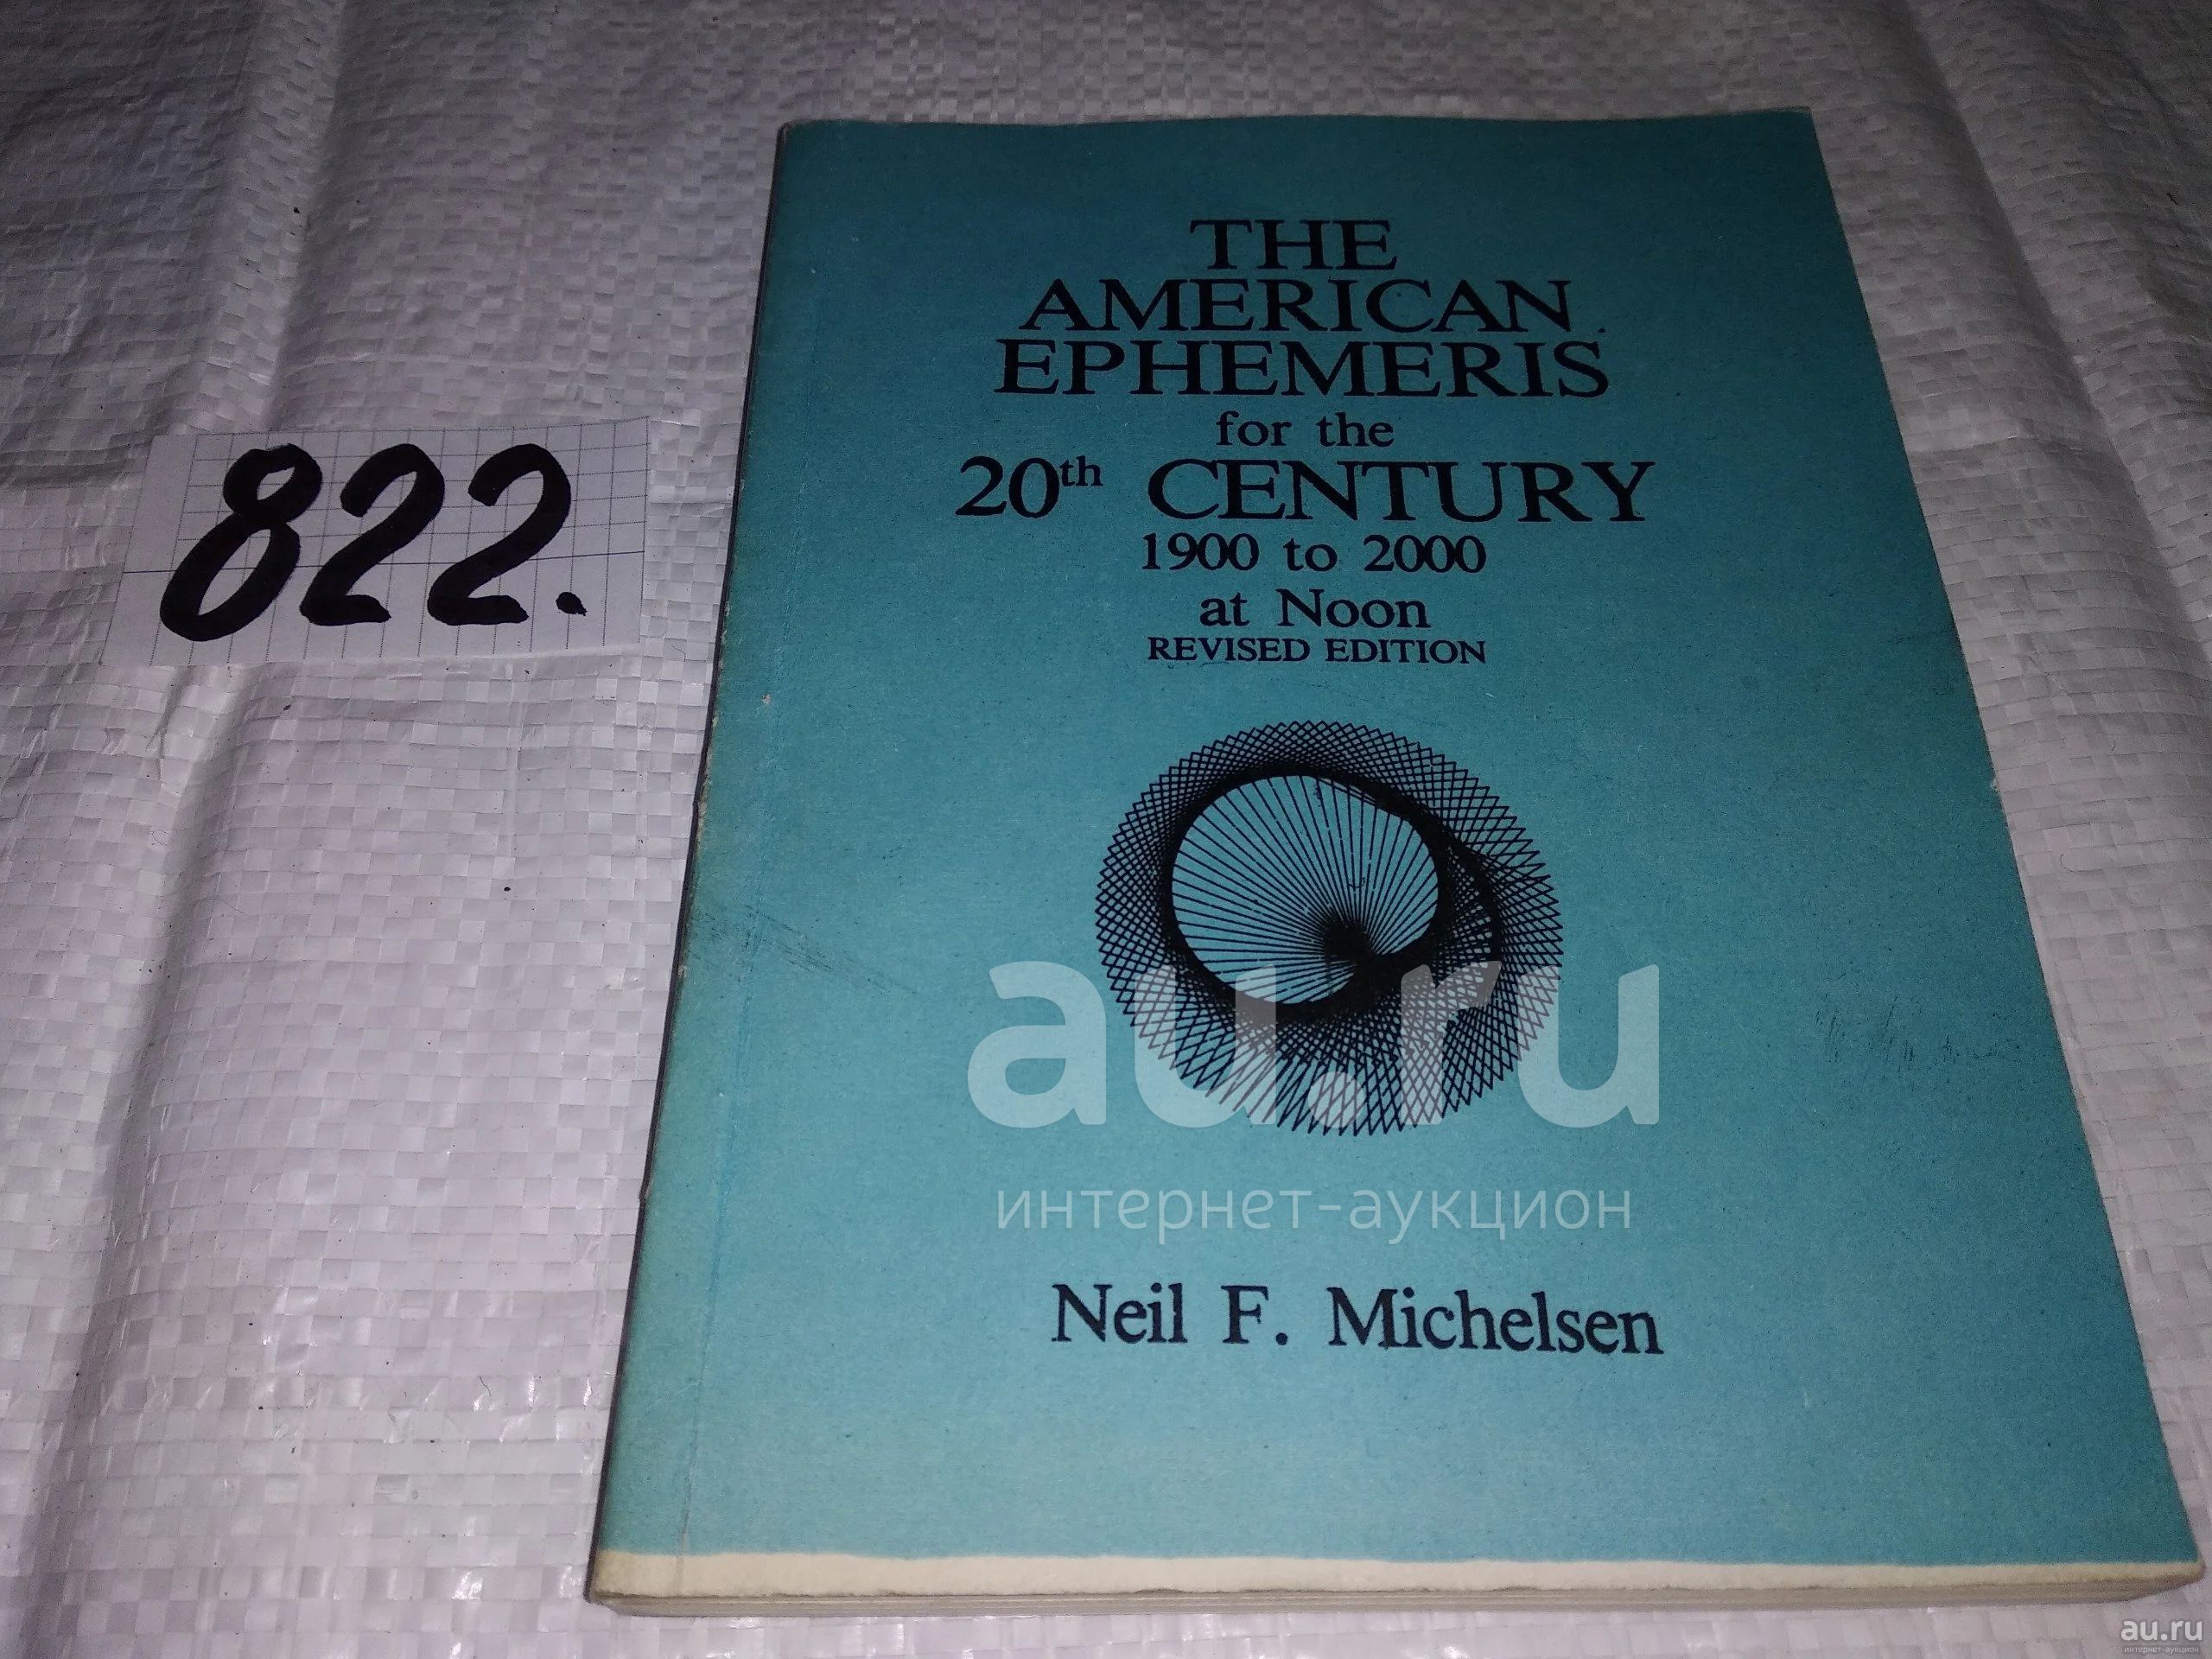 822.
THE
AMERICAN
EPHEMERIS
for the
20th CENTURY
1900 to 2000
at Noon
REVISED EDITION
au.ru
интернет-аукцион
Neil F. Michelsen
au.ru
интернет-аукцион